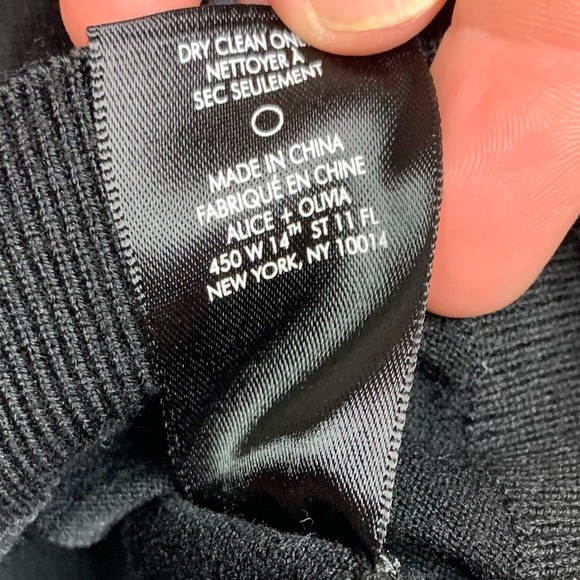 DRY CLEAN ONLY
NETTOYER À
SEC SEULEMENT
MADE IN CHINA
FABRIQUÉ EN CHINE
ALICE + OLIVIA
450 W 14TH ST 11 FL
NEW YORK, NY 10014